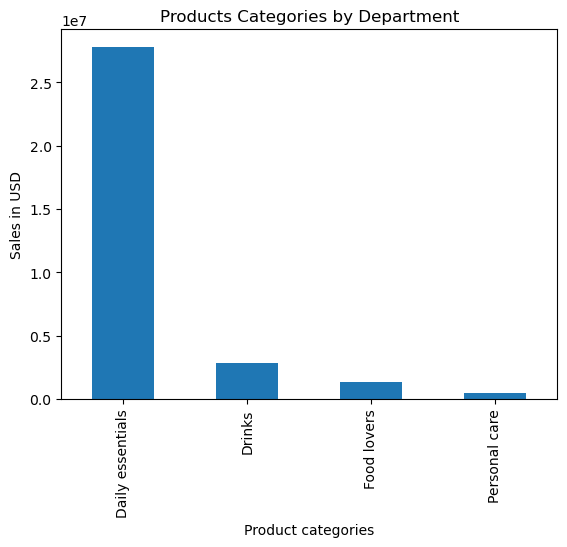 Products Categories by Department
1e7
2.5
2.0
1.5
1.0
0.5
0.0
Sales in USD
Daily essentials
Drinks
Food lovers
Personal care
Product categories